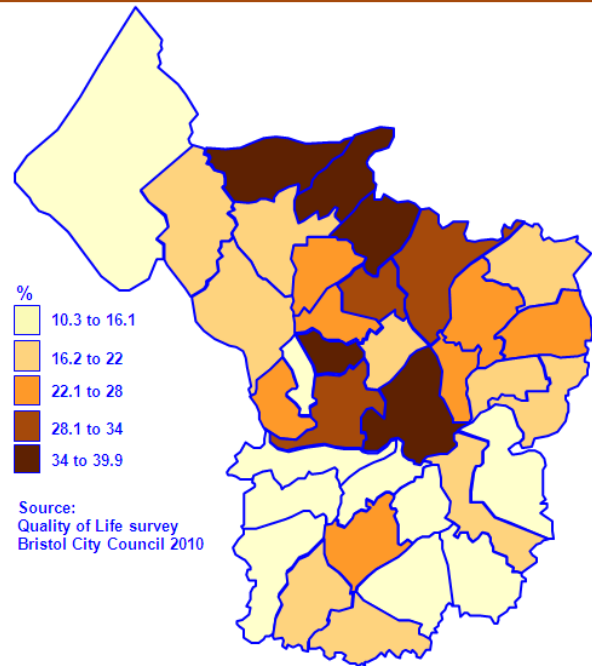 %
10.3 to 16.1
16.2 to 22
22.1 to 28
28.1 to 34
34 to 39.9
Source:
Quality of Life survey
Bristol City Council 2010